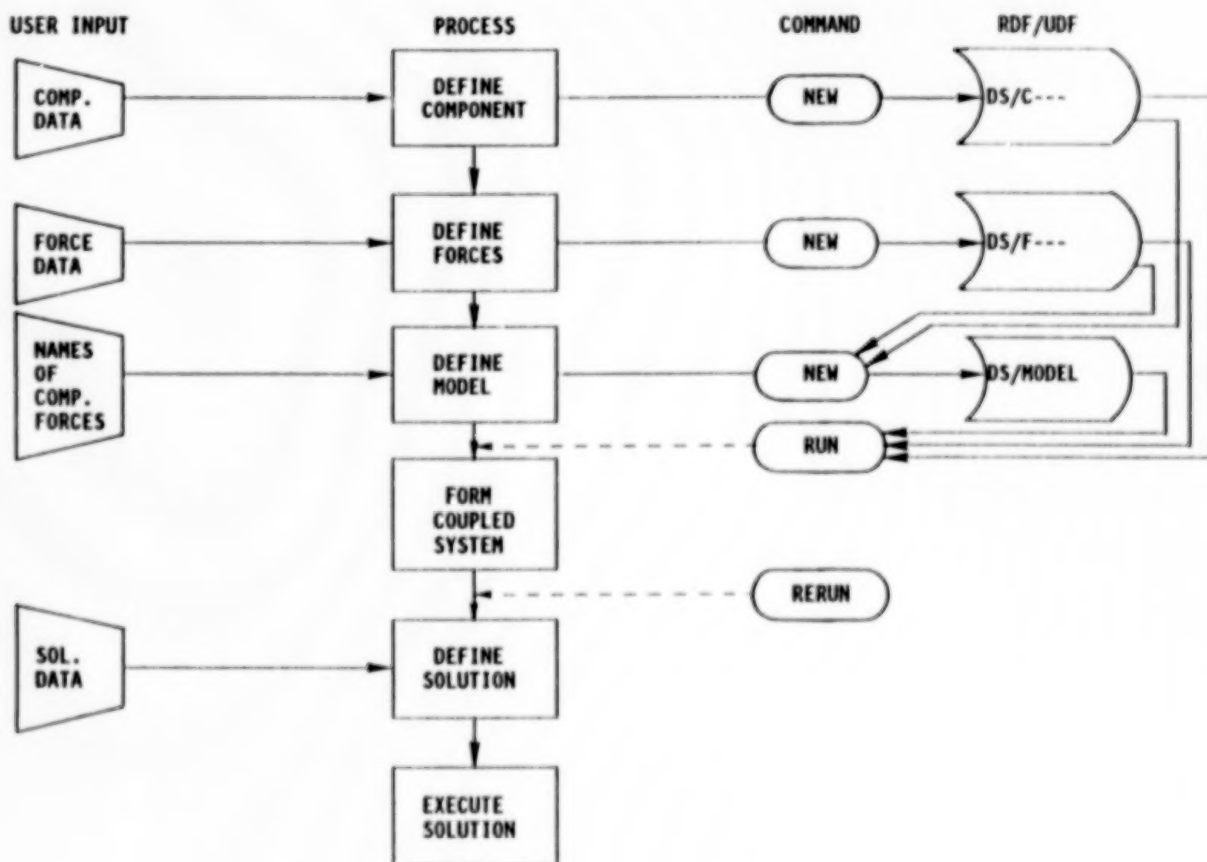 USER INPUT
PROCESS
COMMAND
RDF/UDF
COMP.
DATA
DEFINE
COMPONENT
NEW
DS/C---
FORCE
DATA
DEFINE
FORCES
NEW
DS/F---
NAMES
OF
COMP.
FORCES
DEFINE
MODEL
NEW
DS/MODEL
RUN
FORM
COUPLED
SYSTEM
RERUN
SOL.
DATA
DEFINE
SOLUTION
EXECUTE
SOLUTION